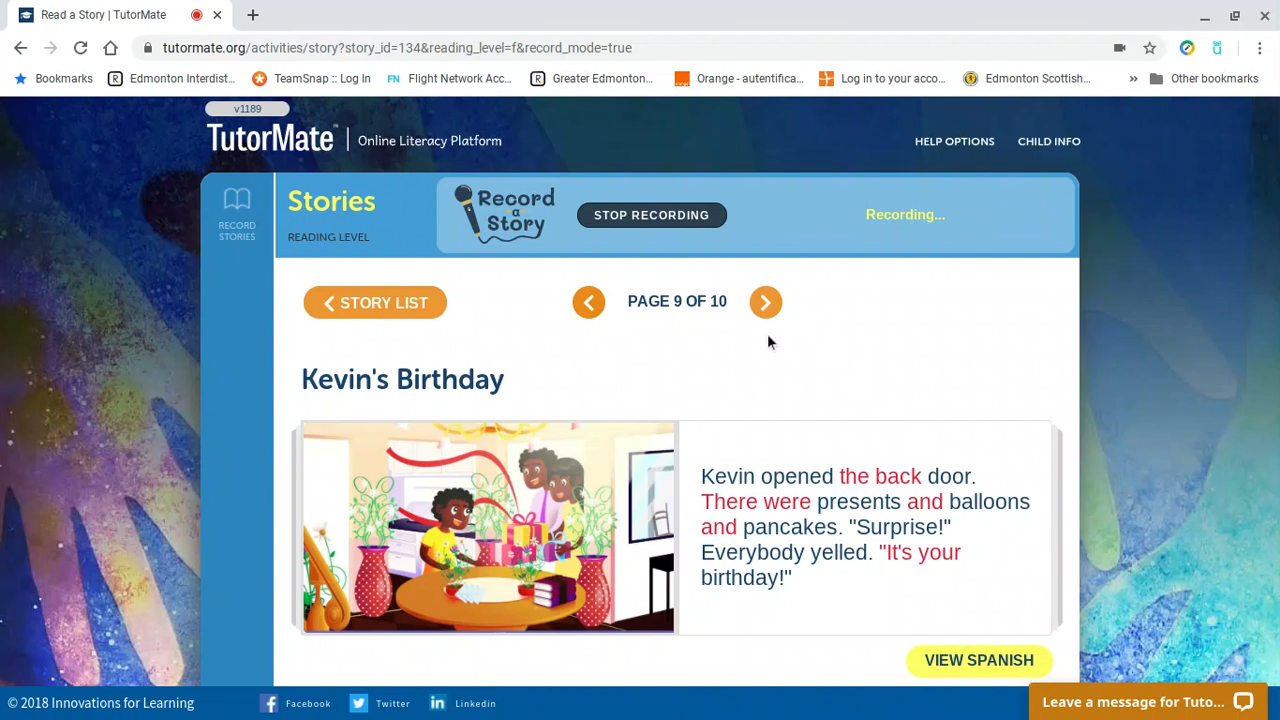 Read a Story | TutorMate
tutormate.org/activities/story?story_id=134&reading_level=f&record_mode=true
Bookmarks
Edmonton Interdist...
TeamSnap :: Log In
FN Flight Network Acc...
Greater Edmonton...
Orange - autentifica...
Log in to your acco...
Edmonton Scottish...
» Other bookmarks
v1189
TutorMate™ | Online Literacy Platform
HELP OPTIONS CHILD INFO
RECORD
STORIES
Stories
READING LEVEL
Record
a
Story
STOP RECORDING
Recording...
STORY LIST
PAGE 9 OF 10
Kevin's Birthday
Kevin opened the back door.
There were presents and balloons
and pancakes. "Surprise!"
Everybody yelled. "It's your
birthday!"
VIEW SPANISH
© 2018 Innovations for Learning
Facebook
Twitter
Linkedin
Leave a message for Tuto...